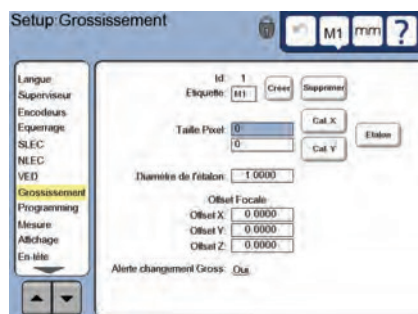 Setup: Grossissement
M1 mm ?
Langue
Superviseur
Encodeurs
Equerrage
SLEC
NLEC
VED
Grossissement
Programming
Mesure
Affichage
En-tête
Id: 1
Etiquette: M1 Créer Supprimer
Taille Pixel: 0 Cal. X
0 Cal. Y
Etalon
Diamètre de l'étalon: 1.0000
Offset Focale
Offset X: 0.0000
Offset Y: 0.0000
Offset Z: 0.0000
Alerte changement Gross: Oui